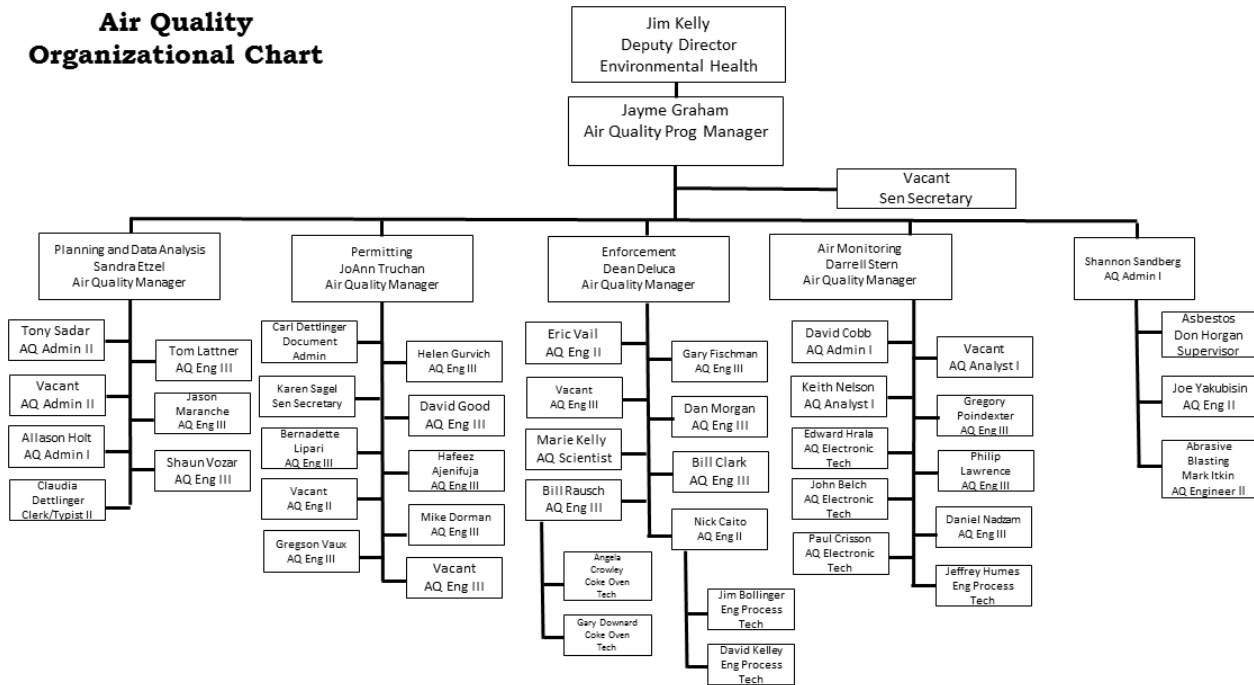 Air Quality
Organizational Chart
Jim Kelly
Deputy Director
Environmental Health
Jayme Graham
Air Quality Prog Manager
Vacant
Sen Secretary
Planning and Data Analysis
Sandra Etzel
Air Quality Manager
Tony Sadar
AQ Admin II
Tom Lattner
AQ Eng III
Vacant
AQ Admin II
Jason
Maranche
AQ Eng III
Allason Holt
AQ Admin I
Shaun Vozar
AQ Eng III
Claudia
Dettlinger
Clerk/Typist II
Permitting
JoAnn Truchan
Air Quality Manager
Carl Dettlinger
Document
Admin
Helen Gurvich
AQ Eng III
Karen Sagel
Sen Secretary
David Good
AQ Eng III
Bernadette
Lipari
AQ Eng III
Hafeez
Ajenifuja
AQ Eng III
Vacant
AQ Eng II
Mike Dorman
AQ Eng III
Gregson Vaux
AQ Eng III
Vacant
AQ Eng III
Enforcement
Dean Deluca
Air Quality Manager
Eric Vail
AQ Eng II
Gary Fischman
AQ Eng III
Vacant
AQ Eng III
Dan Morgan
AQ Eng III
Marie Kelly
AQ Scientist
Bill Clark
AQ Eng III
Bill Rausch
AQ Eng III
Nick Caito
AQ Eng II
Angela
Crowley
Coke Oven
Tech
Gary Downard
Coke Oven
Tech
Jim Bollinger
Eng Process
Tech
David Kelley
Eng Process
Tech
Air Monitoring
Darrell Stern
Air Quality Manager
David Cobb
AQ Admin I
Vacant
AQ Analyst I
Keith Nelson
AQ Analyst I
Gregory
Poindexter
AQ Eng III
Edward Hrala
AQ Electronic
Tech
Philip
Lawrence
AQ Eng III
John Belch
AQ Electronic
Tech
Daniel Nadzam
AQ Eng III
Paul Crisson
AQ Electronic
Tech
Jeffrey Humes
Eng Process
Tech
Shannon Sandberg
AQ Admin I
Asbestos
Don Horgan
Supervisor
Joe Yakubisin
AQ Eng II
Abrasive
Blasting
Mark Itkin
AQ Engineer II